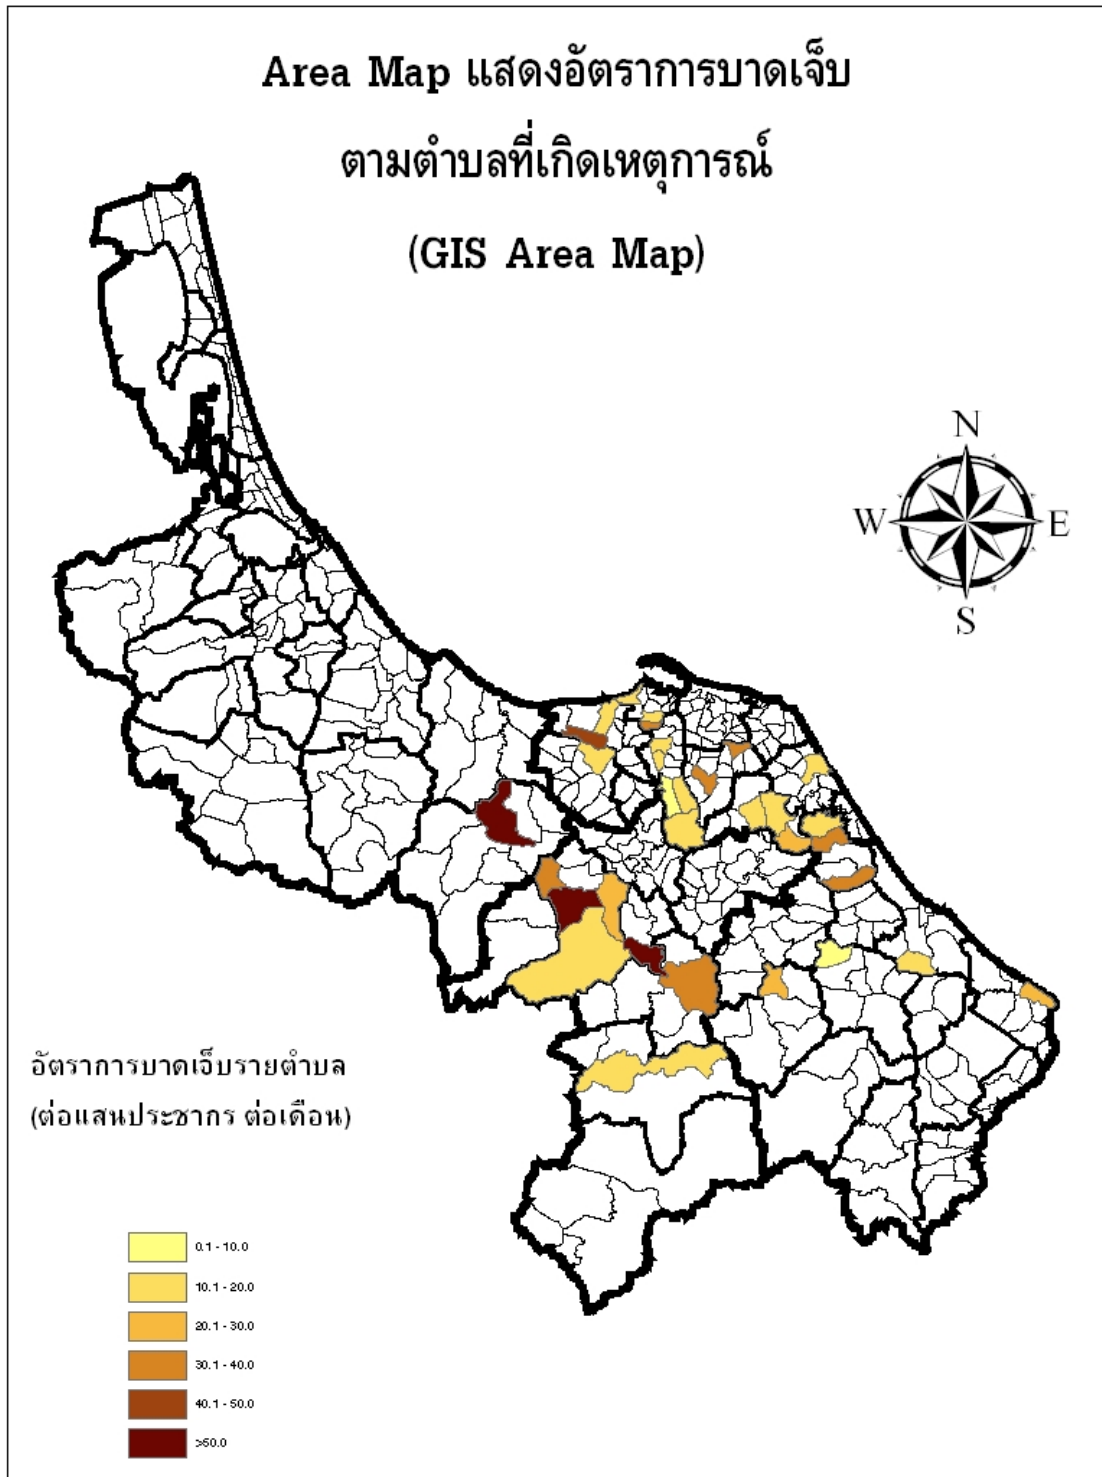 Area Map แสดงอัตราการบาดเจ็บ
ตามตำบลที่เกิดเหตุการณ์
(GIS Area Map)
N
W
E
S
อัตราการบาดเจ็บรายตำบล
(ต่อแสนประชากร ต่อเดือน)
0.1 - 10.0
10.1 - 20.0
20.1 - 30.0
30.1 - 40.0
40.1 - 50.0
>50.0